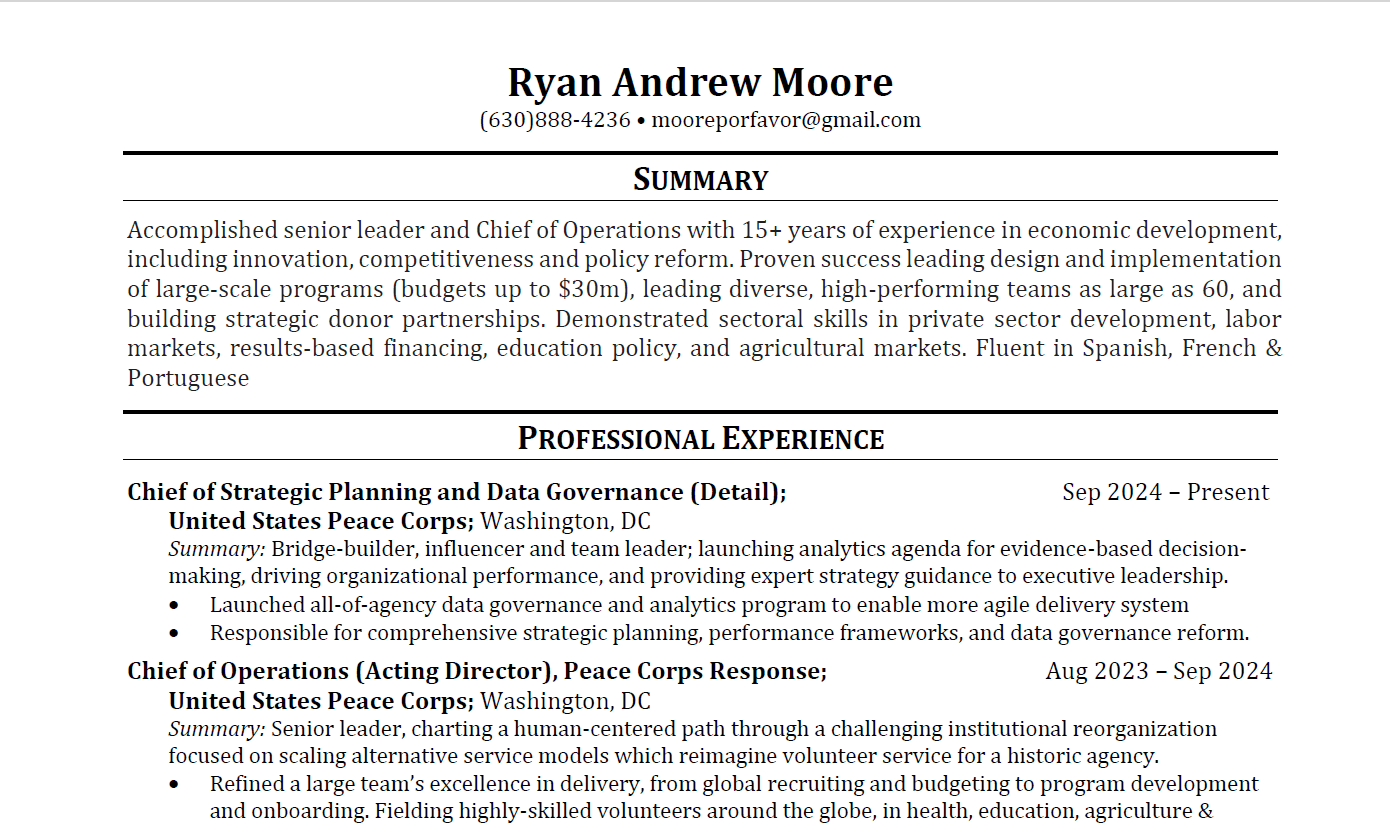 Ryan Andrew Moore
(630)888-4236 • mooreporfavor@gmail.com
SUMMARY
Accomplished senior leader and Chief of Operations with 15+ years of experience in economic development,
including innovation, competitiveness and policy reform. Proven success leading design and implementation
of large-scale programs (budgets up to $30m), leading diverse, high-performing teams as large as 60, and
building strategic donor partnerships. Demonstrated sectoral skills in private sector development, labor
markets, results-based financing, education policy, and agricultural markets. Fluent in Spanish, French &
Portuguese
PROFESSIONAL EXPERIENCE
Chief of Strategic Planning and Data Governance (Detail); Sep 2024 – Present
United States Peace Corps; Washington, DC
Summary: Bridge-builder, influencer and team leader; launching analytics agenda for evidence-based decision-
making, driving organizational performance, and providing expert strategy guidance to executive leadership.
• Launched all-of-agency data governance and analytics program to enable more agile delivery system
• Responsible for comprehensive strategic planning, performance frameworks, and data governance reform.
Chief of Operations (Acting Director), Peace Corps Response; Aug 2023 – Sep 2024
United States Peace Corps; Washington, DC
Summary: Senior leader, charting a human-centered path through a challenging institutional reorganization
focused on scaling alternative service models which reimagine volunteer service for a historic agency.
• Refined a large team's excellence in delivery, from global recruiting and budgeting to program development
and onboarding. Fielding highly-skilled volunteers around the globe, in health, education, agriculture &